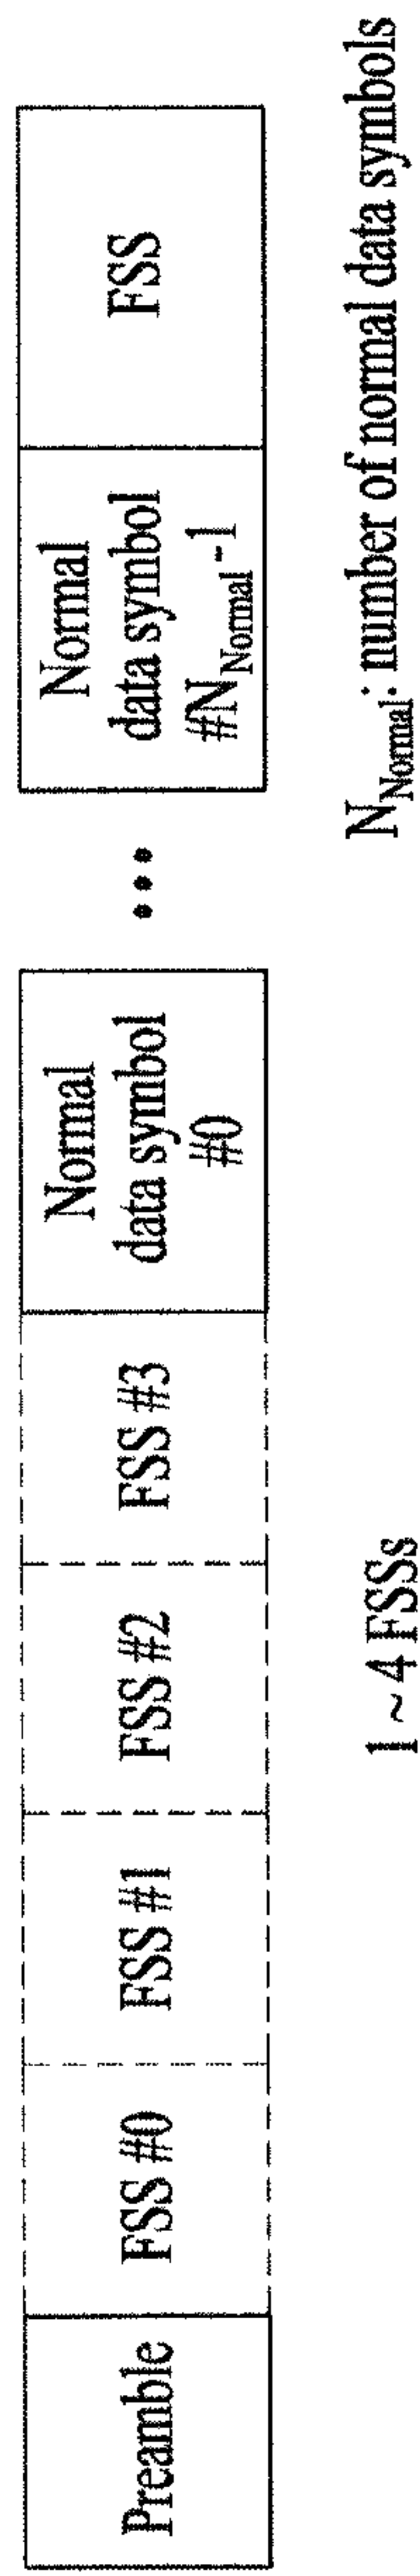 Preamble
FSS #0
FSS #1
FSS #2
FSS #3
Normal
data symbol
#0
...
Normal
data symbol
#N_Normal-1
FSS
1 ~ 4 FSSs
N_Normal: number of normal data symbols